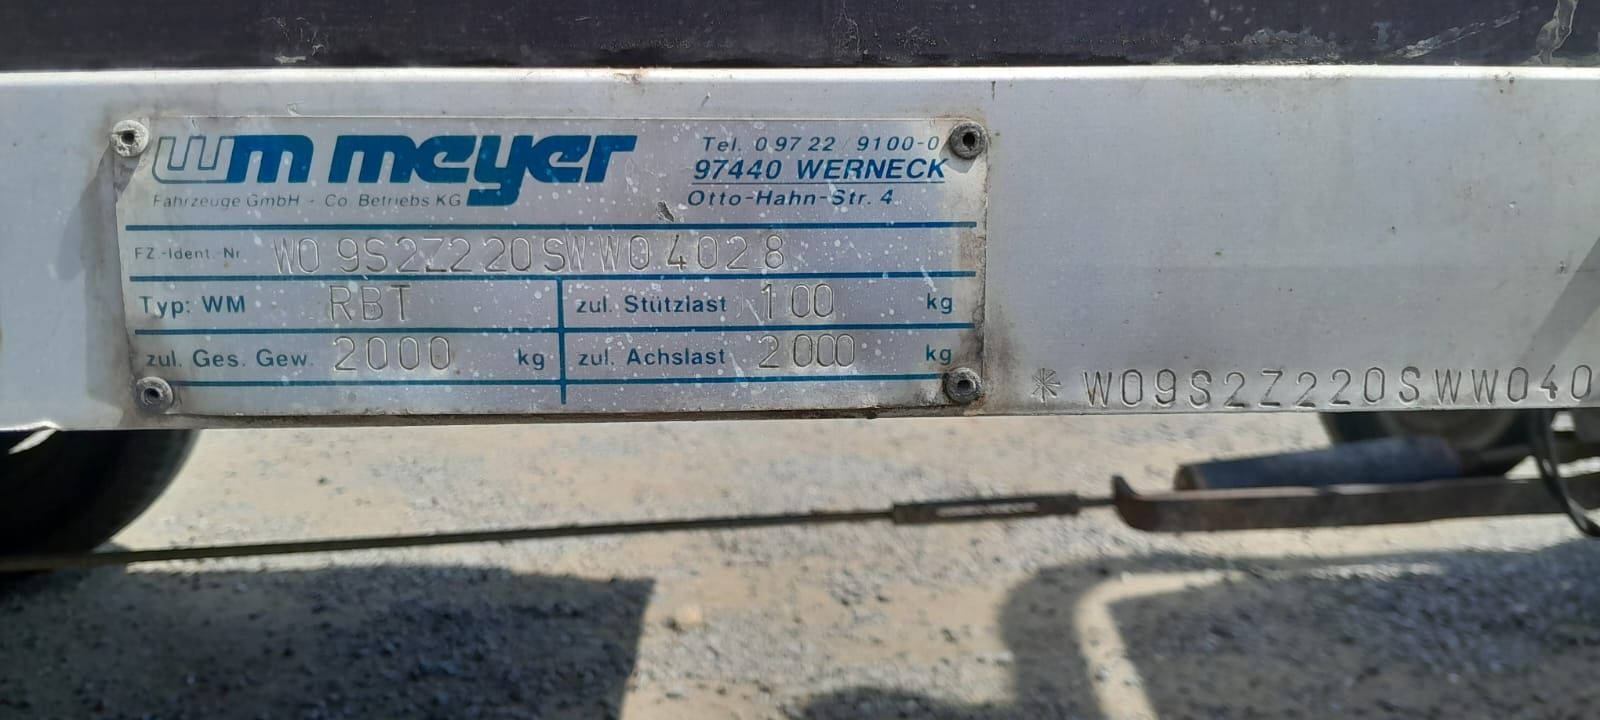 wm meyer
Fahrzeuge GmbH - Co Betriebs KG
Tel. 0 97 22 / 9100-0
97440 WERNECK
Otto-Hahn-Str. 4
FZ-Ident.-Nr W09S2Z220SWW04028
Typ: WM RBT
zul. Stützlast 100 kg
zul. Ges. Gew. 2000 kg
zul. Achslast 2000 kg
* W09S2Z220SWW040